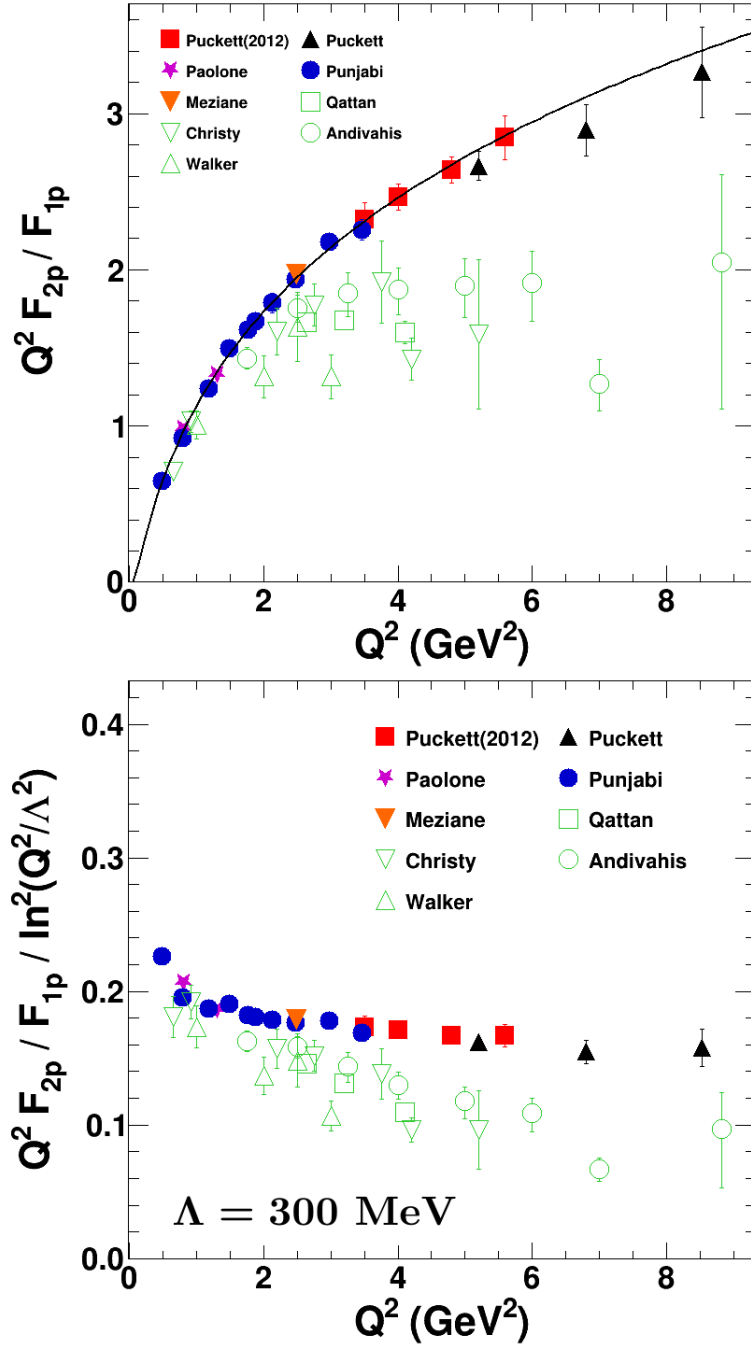 3
2
1
0
Q² F₂ₚ / F₁ₚ
Puckett(2012) Puckett
Paolone Punjabi
Meziane Qattan
Christy Andivahis
Walker
0 2 4 6 8
Q² (GeV²)
0.4
0.3
0.2
0.1
0.0
Q² F₂ₚ / F₁ₚ / ln²(Q²/Λ²)
Puckett(2012) Puckett
Paolone Punjabi
Meziane Qattan
Christy Andivahis
Walker
Λ = 300 MeV
0 2 4 6 8
Q² (GeV²)